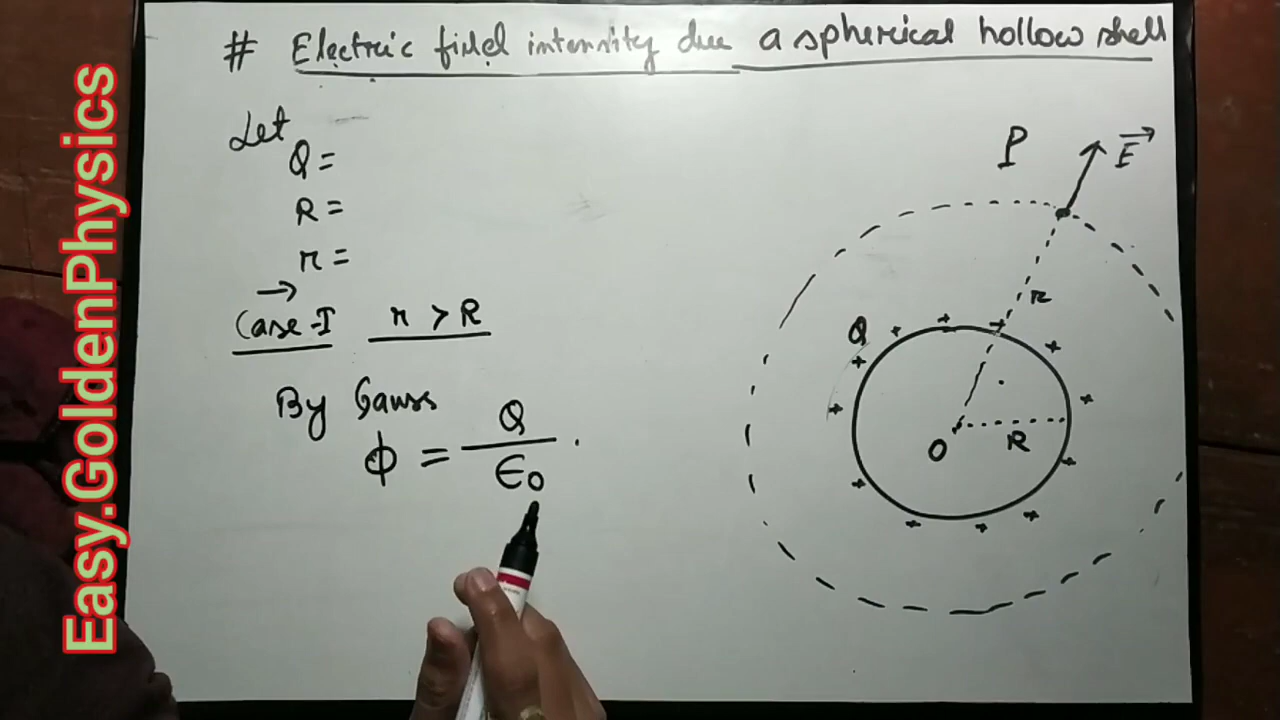 # Electric field intensity due a spherical hollow shell
Let
Q =
R =
r =
Case-I r > R
By Gauss
ϕ = Q / ϵ0 .
P
E
r
Q
O
R
Easy.GoldenPhysics